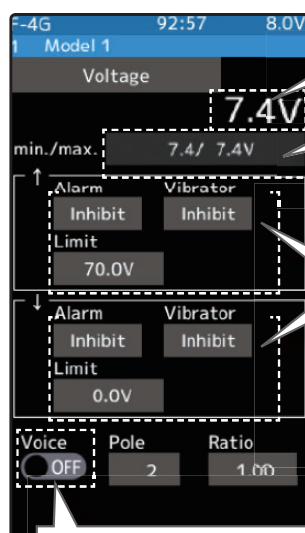 F-4G 92:57 8.0V
1 Model 1
Voltage
7.4V
min./max. 7.4/ 7.4V
↑
Alarm Vibrator
Inhibit Inhibit
Limit
70.0V
↓
Alarm Vibrator
Inhibit Inhibit
Limit
0.0V
Voice Pole Ratio
OFF 2 1.00